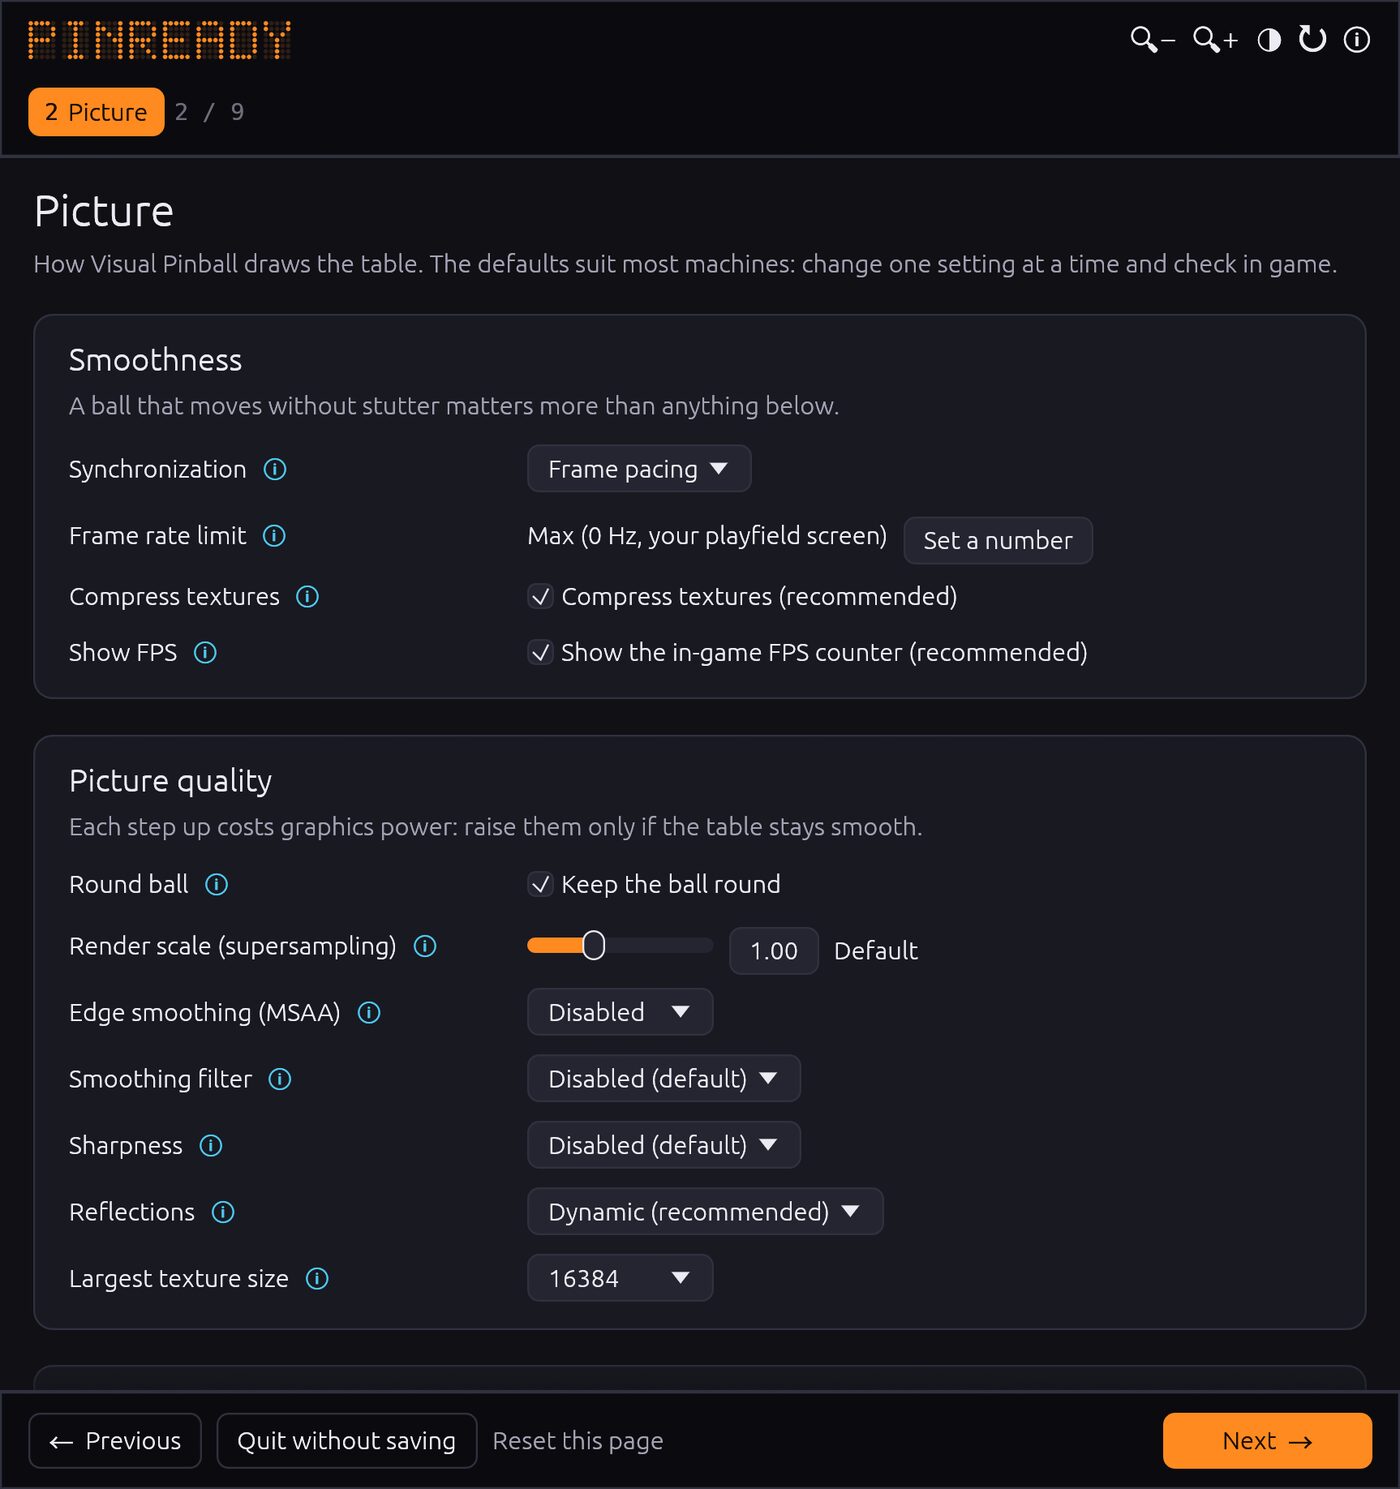 PINREADY
2 Picture 2 / 9
Picture
How Visual Pinball draws the table. The defaults suit most machines: change one setting at a time and check in game.
Smoothness
A ball that moves without stutter matters more than anything below.
Synchronization Frame pacing
Frame rate limit Max (0 Hz, your playfield screen) Set a number
Compress textures Compress textures (recommended)
Show FPS Show the in-game FPS counter (recommended)
Picture quality
Each step up costs graphics power: raise them only if the table stays smooth.
Round ball Keep the ball round
Render scale (supersampling) 1.00 Default
Edge smoothing (MSAA) Disabled
Smoothing filter Disabled (default)
Sharpness Disabled (default)
Reflections Dynamic (recommended)
Largest texture size 16384
← Previous Quit without saving Reset this page Next →